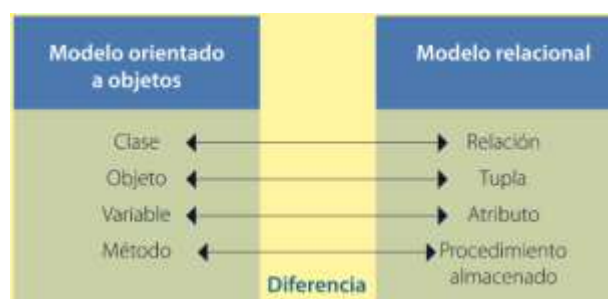 Modelo orientado
a objetos
Modelo relacional
Clase
Relación
Objeto
Tupla
Variable
Atributo
Método
Procedimiento
almacenado
Diferencia